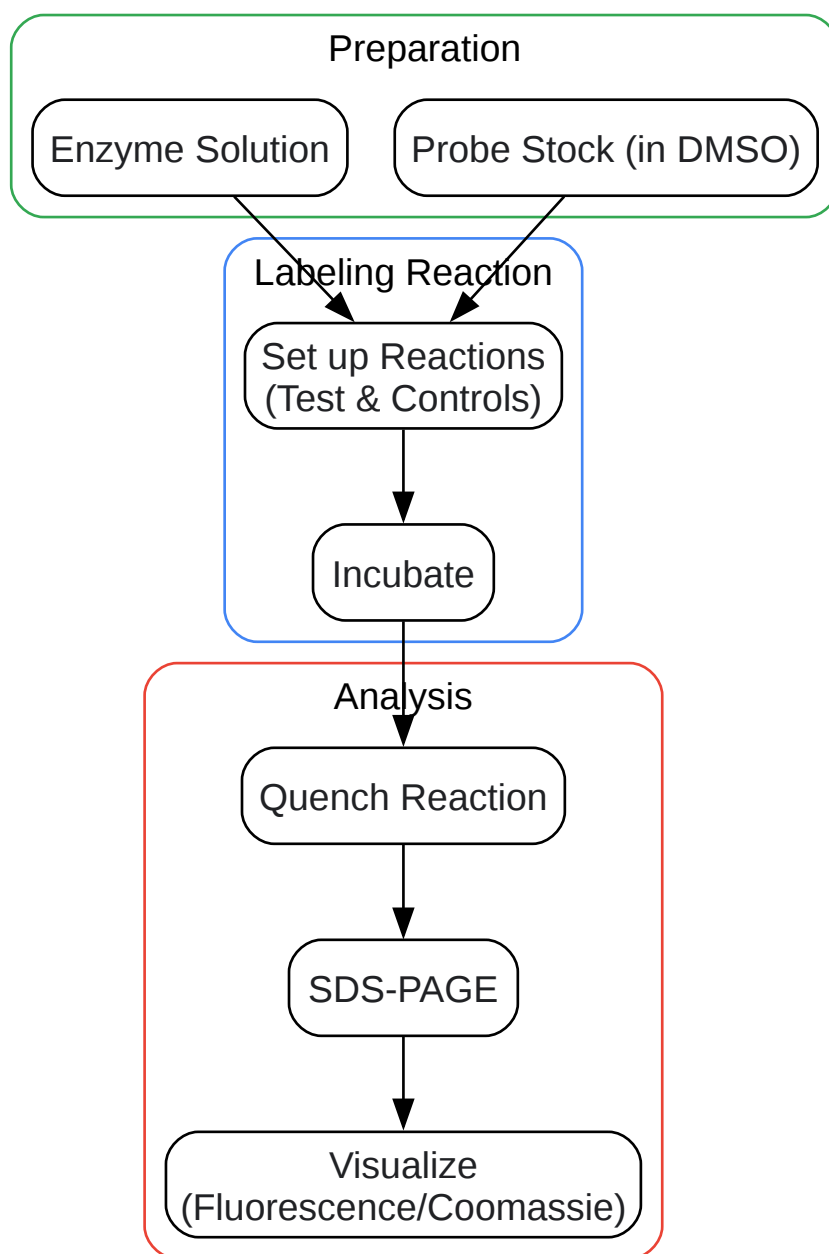 Preparation
Enzyme Solution
Probe Stock (in DMSO)
Labeling Reaction
Set up Reactions
(Test & Controls)
Incubate
Analysis
Quench Reaction
SDS-PAGE
Visualize
(Fluorescence/Coomassie)